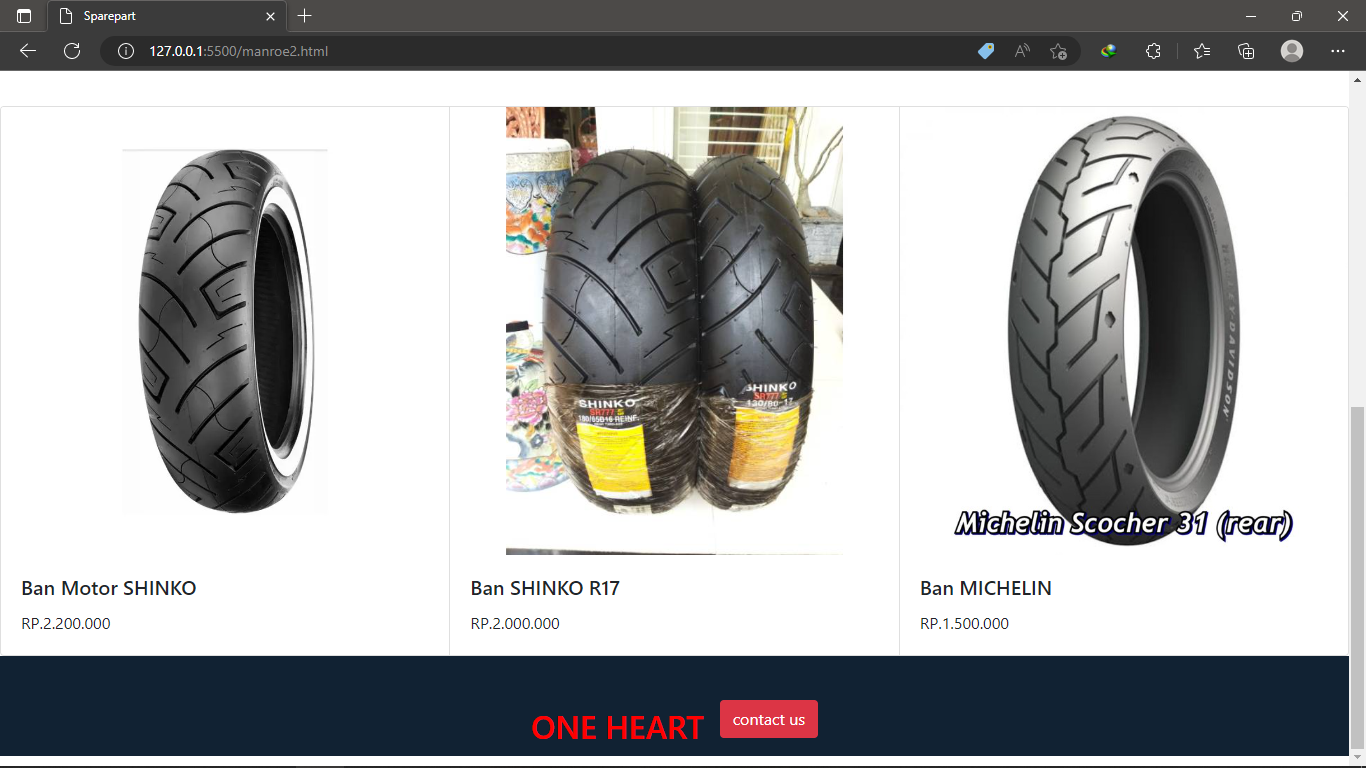 Sparepart
127.0.0.1:5500/manroe2.html
SHINKO
SR777
180/65B16 REINF.
SHINKO
SR777
130/80-17
HARLEY-DAVIDSON
Michelin Scocher 31 (rear)
Ban Motor SHINKO
RP.2.200.000
Ban SHINKO R17
RP.2.000.000
Ban MICHELIN
RP.1.500.000
ONE HEART
contact us